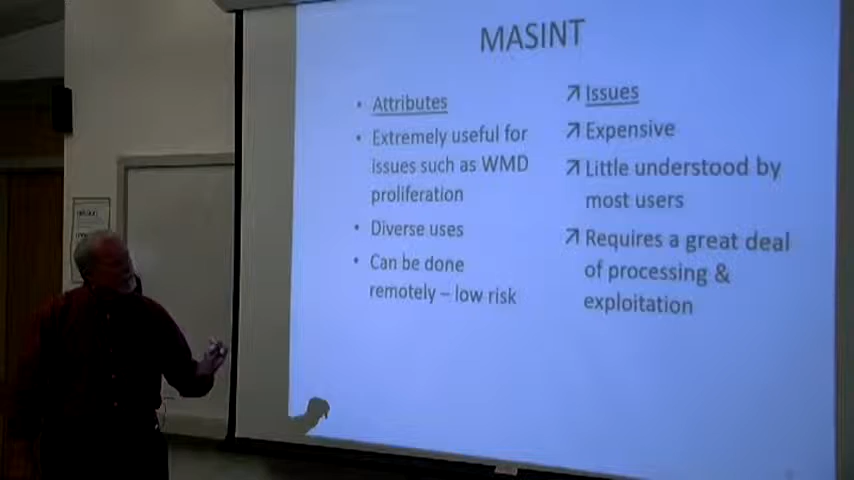 MASINT
• Attributes
• Extremely useful for
issues such as WMD
proliferation
• Diverse uses
• Can be done
remotely – low risk
↗ Issues
↗ Expensive
↗ Little understood by
most users
↗ Requires a great deal
of processing &
exploitation